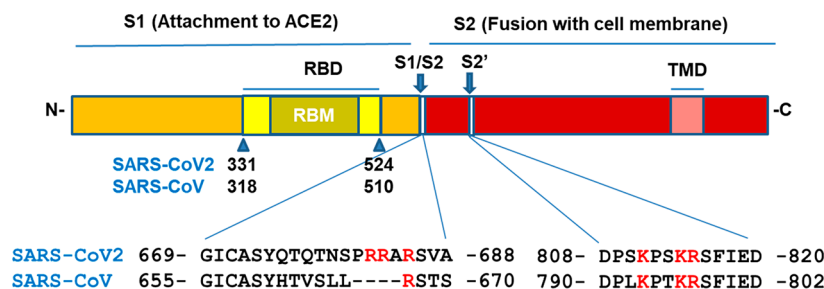 S1 (Attachment to ACE2) S2 (Fusion with cell membrane)
RBD S1/S2 S2’ TMD
N- RBM -C
SARS-CoV2 331 524
SARS-CoV 318 510
SARS-CoV2 669- GICASYQTQTNSPRRARSVA -688 808- DPSKPSKRSFIED -820
SARS-CoV 655- GICASYHTVSLL----RSTS -670 790- DPLKPTKRSFIED -802